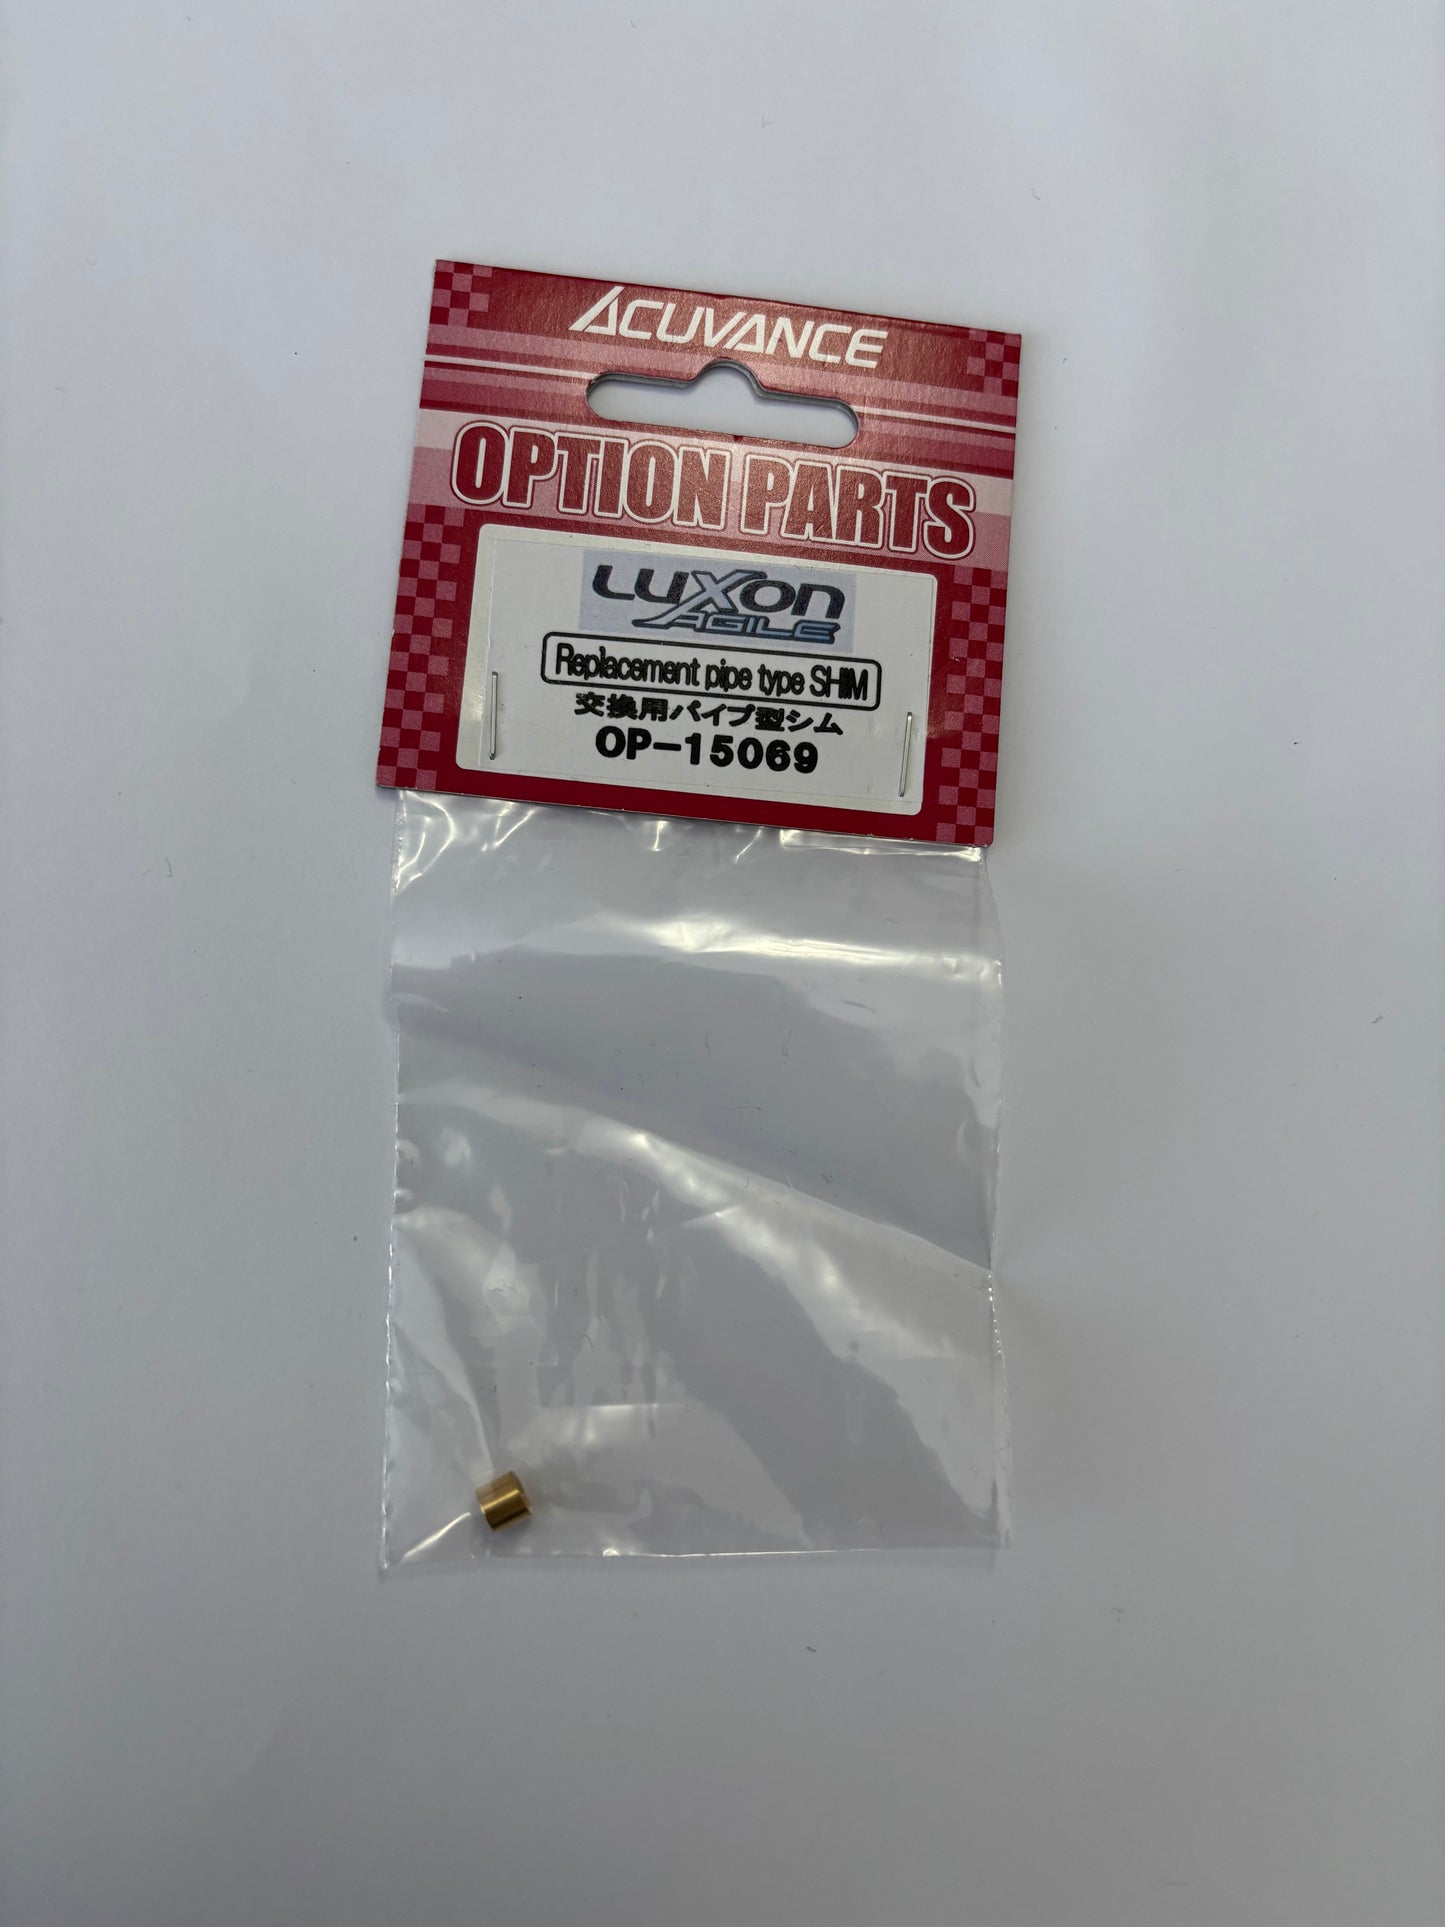 ACUVANCE
OPTION PARTS
LUXON
AGILE
Replacement pipe type SHIM
交換用パイプ型シム
OP-15069